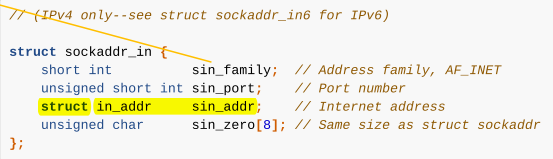 // (IPv4 only--see struct sockaddr_in6 for IPv6)
struct sockaddr_in {
short int sin_family; // Address family, AF_INET
unsigned short int sin_port; // Port number
struct in_addr sin_addr; // Internet address
unsigned char sin_zero[8]; // Same size as struct sockaddr
};